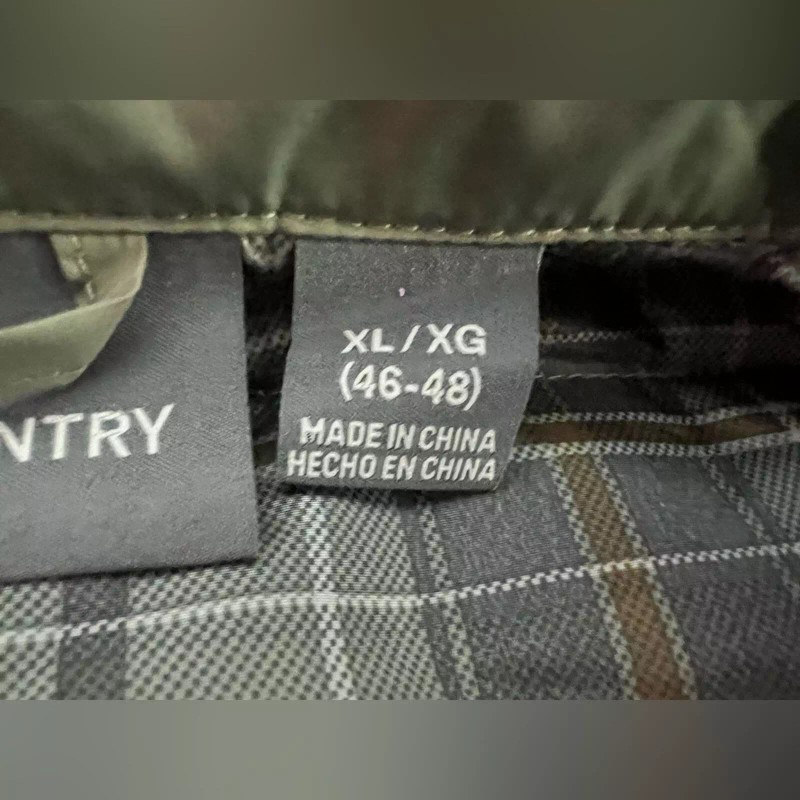 NTRY
XL/XG
(46-48)
MADE IN CHINA
HECHO EN CHINA